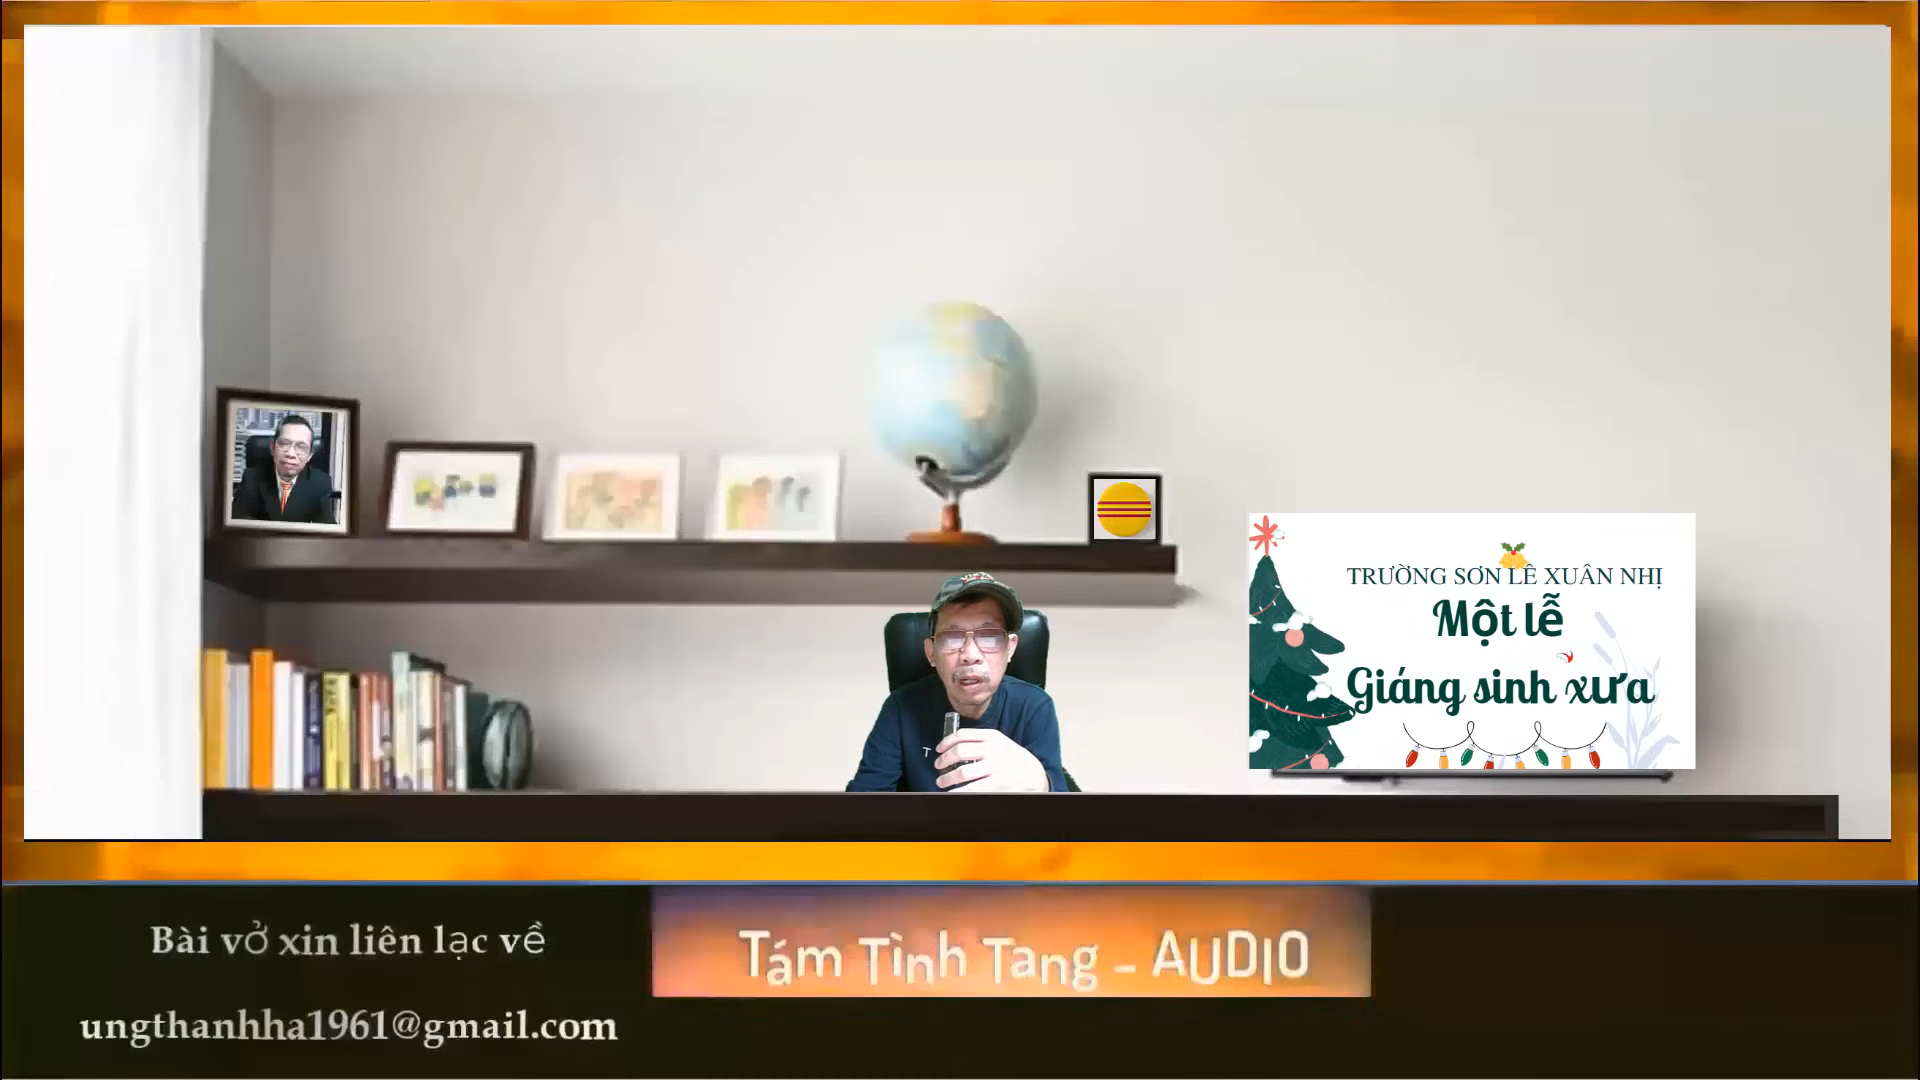 TRƯỜNG SƠN LÊ XUÂN NHỊ
Một lễ
Giáng sinh xưa
Bài vở xin liên lạc về
ungthanhha1961@gmail.com
Tám Tình Tang - AUDIO